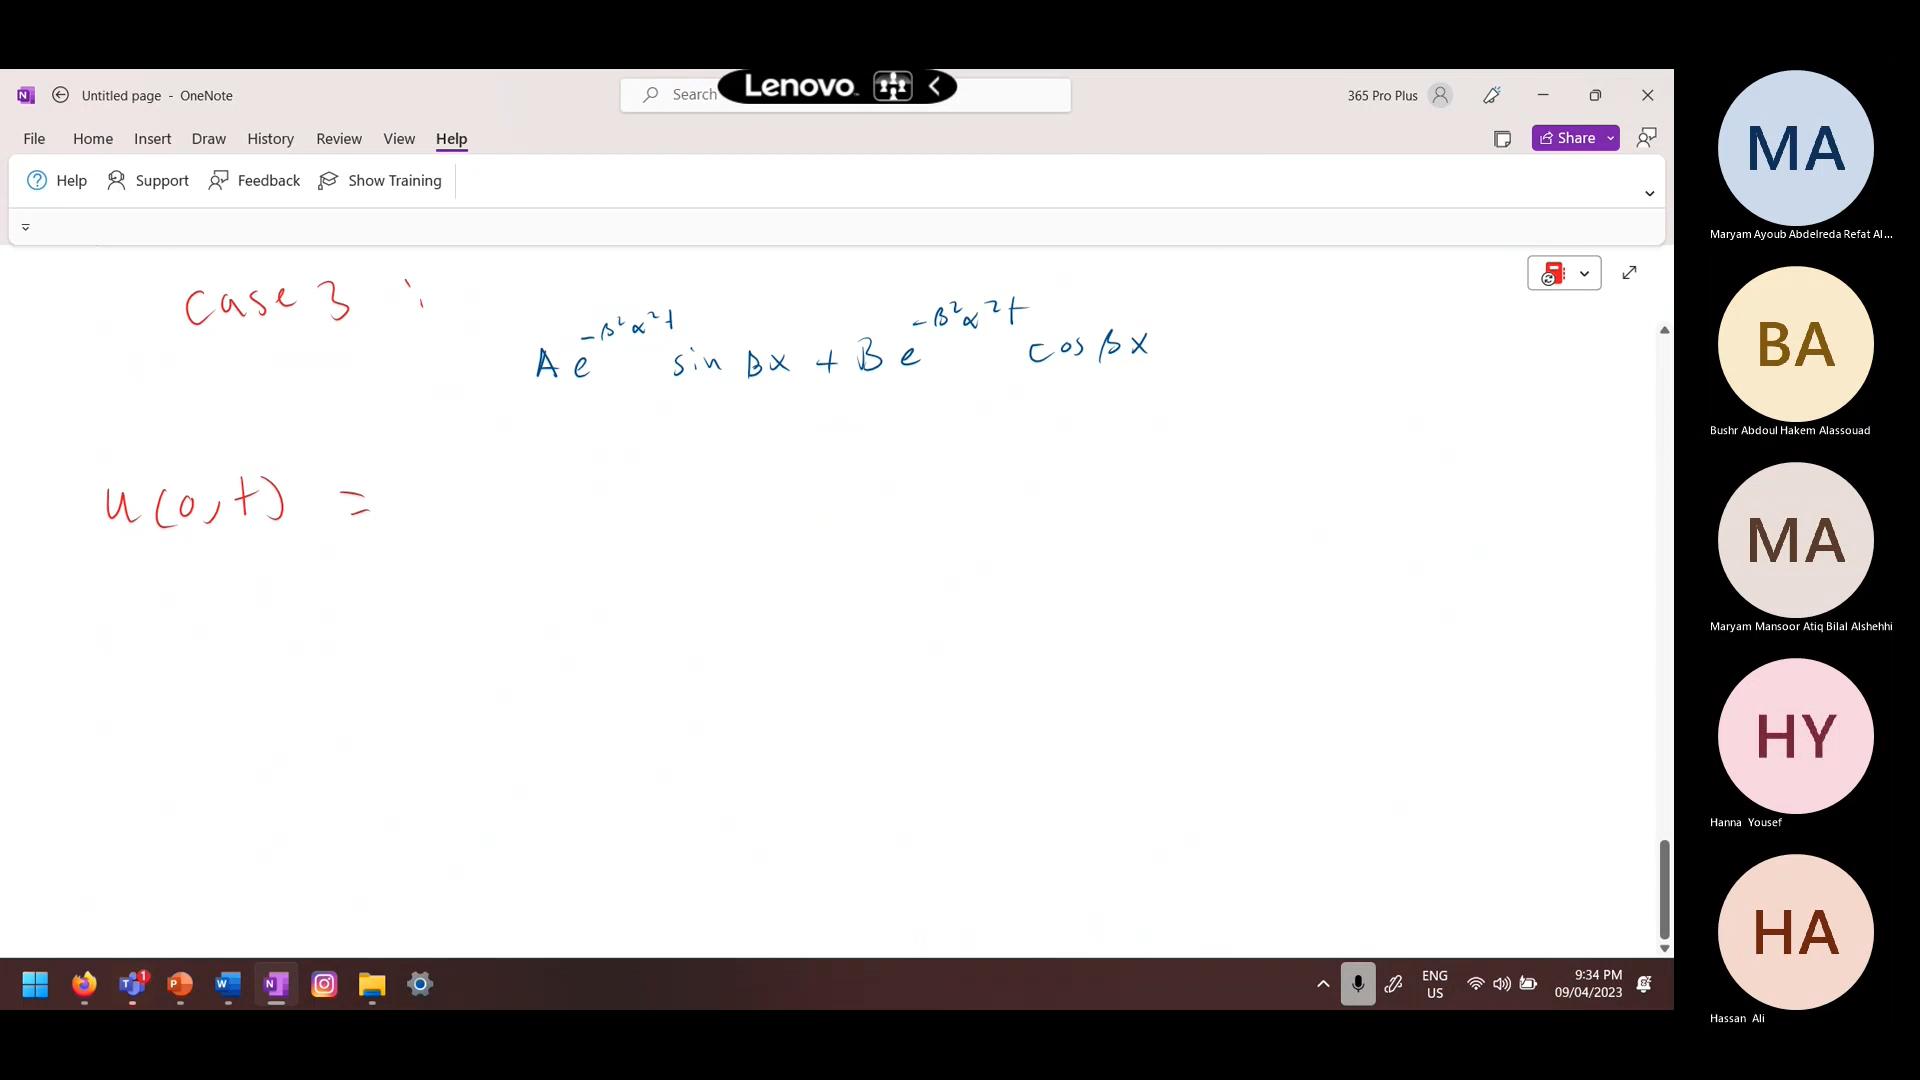 Lenovo
Untitled page - OneNote
Search
365 Pro Plus
File Home Insert Draw History Review View Help
Share
Help Support Feedback Show Training
case 3 :
A e^{-β²α²t} sin βx + B e^{-β²α²t} cos βx
u(0,t) =
MA
Maryam Ayoub Abdelreda Refat Al...
BA
Bushr Abdoul Hakem Alassouad
MA
Maryam Mansoor Atiq Bilal Alshehhi
HY
Hanna Yousef
HA
Hassan Ali
1
ENG
US
9:34 PM
09/04/2023